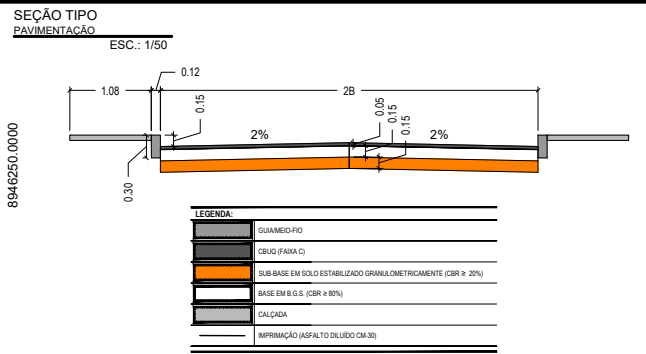 SEÇÃO TIPO
PAVIMENTAÇÃO
ESC.: 1/50
8946250.0000
1.08
0.12
0.15
0.30
2B
2%
0.05
0.15
0.15
2%
LEGENDA:
GUIA/MEIO-FIO
CBUQ (FAIXA C)
SUB-BASE EM SOLO ESTABILIZADO GRANULOMETRICAMENTE (CBR ≥ 20%)
BASE EM B.G.S. (CBR ≥ 80%)
CALÇADA
IMPRIMAÇÃO (ASFALTO DILUÍDO CM-30)